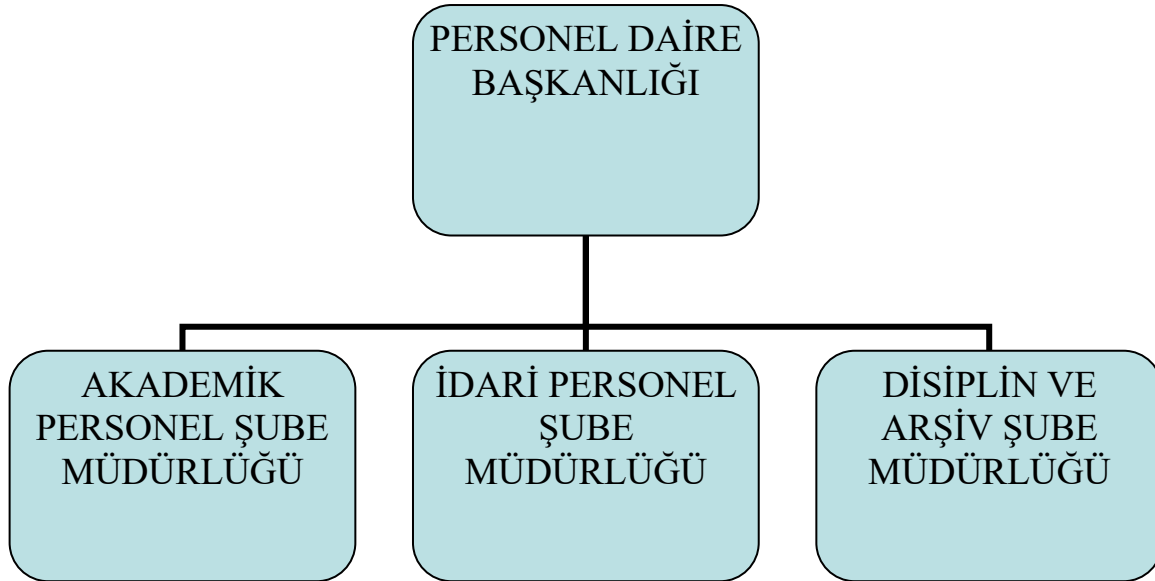 PERSONEL DAİRE
BAŞKANLIĞI
AKADEMİK
PERSONEL ŞUBE
MÜDÜRLÜĞÜ
İDARİ PERSONEL
ŞUBE
MÜDÜRLÜĞÜ
DİSİPLİN VE
ARŞİV ŞUBE
MÜDÜRLÜĞÜ